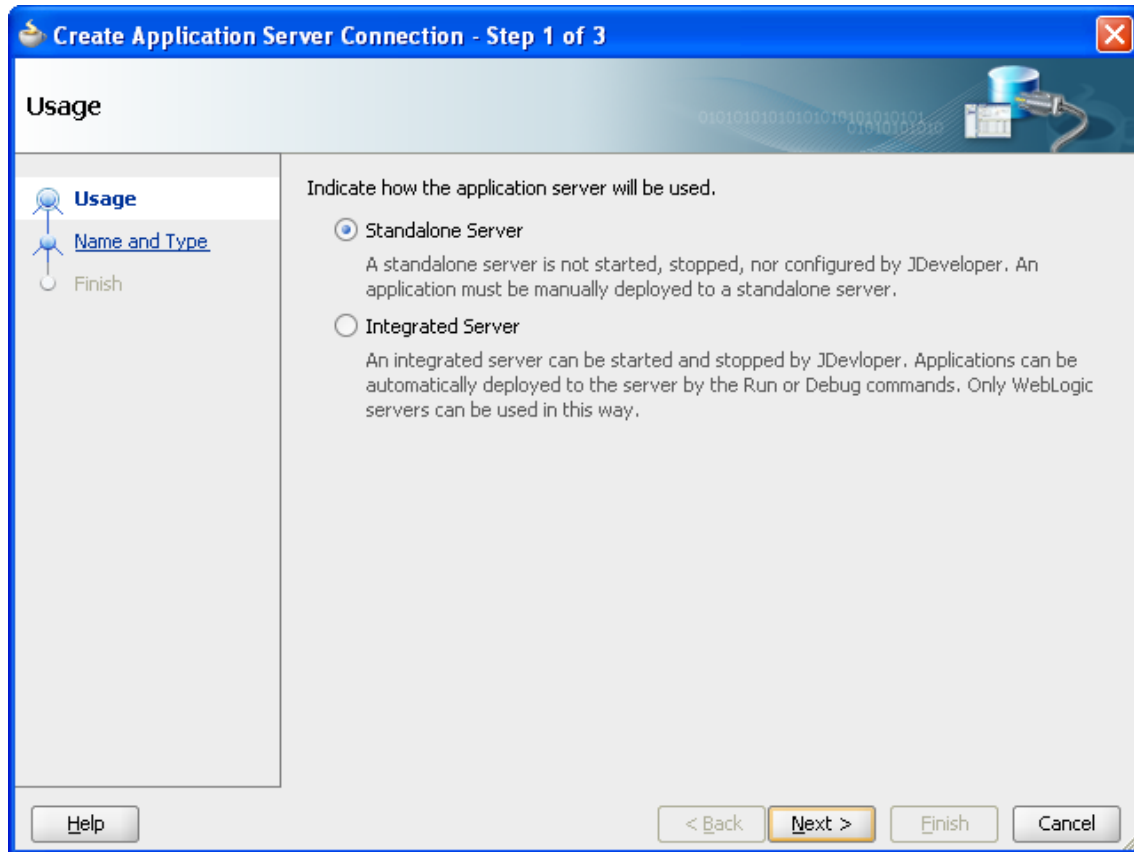 Create Application Server Connection - Step 1 of 3
Usage
Usage
Name and Type
Finish
Indicate how the application server will be used.
Standalone Server
A standalone server is not started, stopped, nor configured by JDeveloper. An
application must be manually deployed to a standalone server.
Integrated Server
An integrated server can be started and stopped by JDevloper. Applications can be
automatically deployed to the server by the Run or Debug commands. Only WebLogic
servers can be used in this way.
Help
< Back
Next >
Finish
Cancel